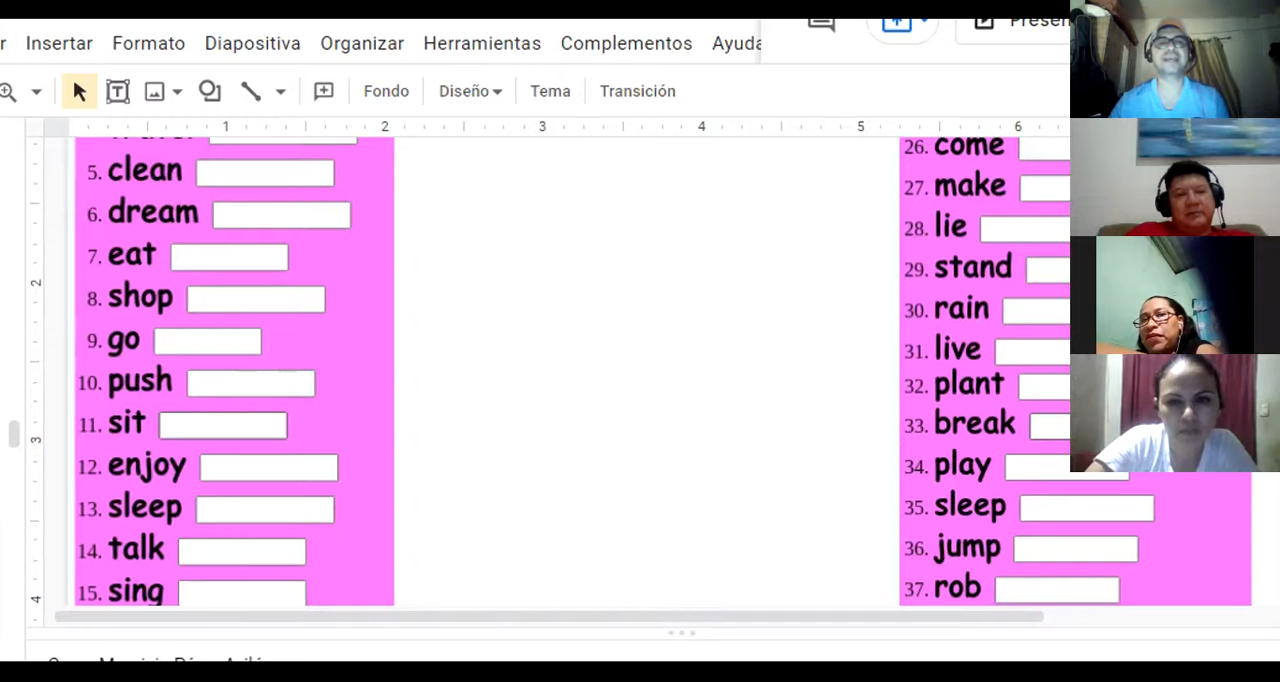 Insertar Formato Diapositiva Organizar Herramientas Complementos Ayuda
Fondo Diseño Tema Transición
1 2 3 4 5 6
2
3
4
5. clean
6. dream
7. eat
8. shop
9. go
10. push
11. sit
12. enjoy
13. sleep
14. talk
15. sing
26. come
27. make
28. lie
29. stand
30. rain
31. live
32. plant
33. break
34. play
35. sleep
36. jump
37. rob